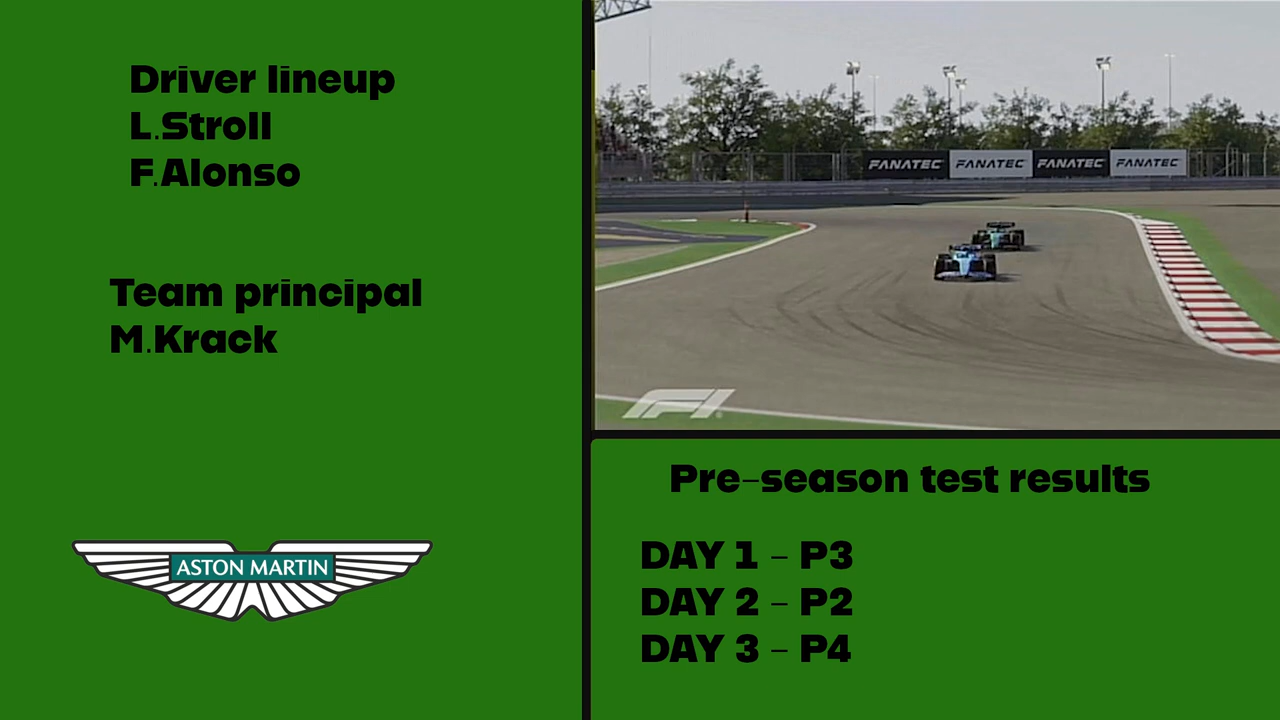 Driver lineup
L.Stroll
F.Alonso
Team principal
M.Krack
ASTON MARTIN
FANATEC FANATEC FANATEC FANATEC
F1
Pre-season test results
DAY 1 - P3
DAY 2 - P2
DAY 3 - P4